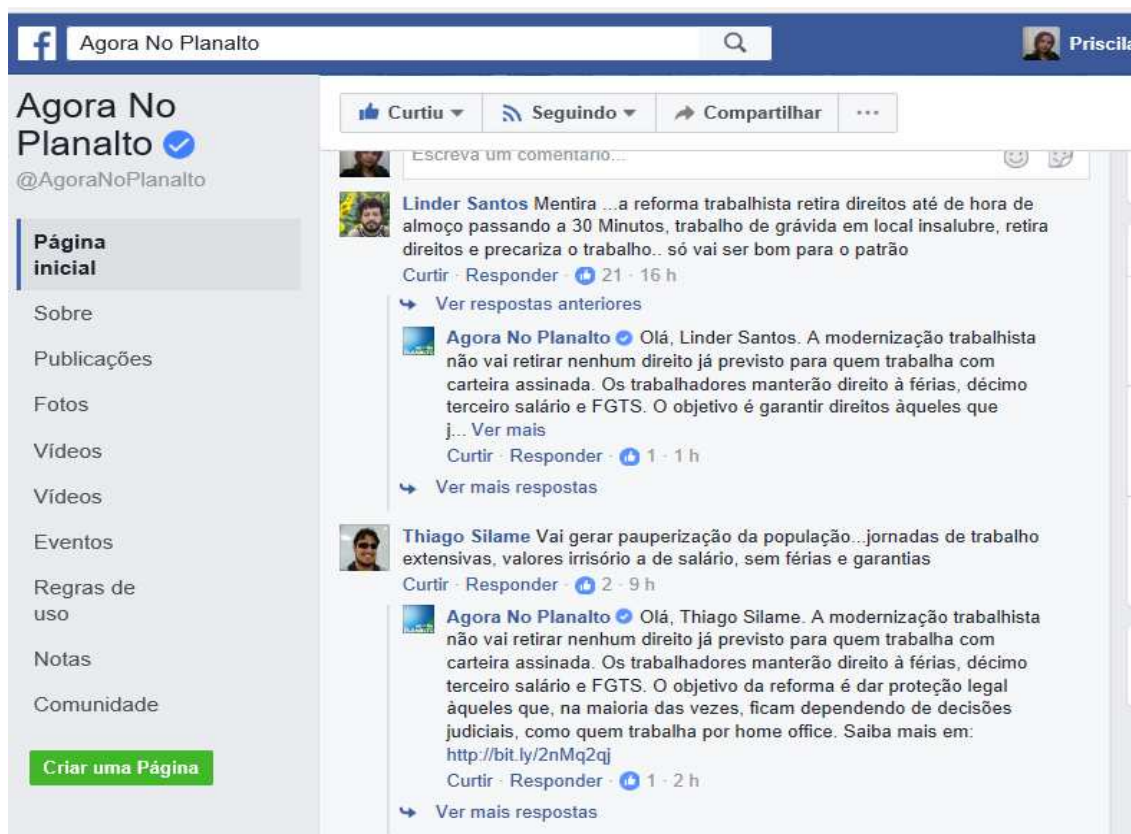 f
Agora No Planalto
Priscila
Agora No
Planalto
@AgoraNoPlanalto
Página
inicial
Sobre
Publicações
Fotos
Vídeos
Vídeos
Eventos
Regras de
uso
Notas
Comunidade
Criar uma Página
Curtiu
Seguindo
Compartilhar
...
Escreva um comentário...
Linder Santos Mentira ...a reforma trabalhista retira direitos até de hora de
almoço passando a 30 Minutos, trabalho de grávida em local insalubre, retira
direitos e precariza o trabalho.. só vai ser bom para o patrão
Curtir · Responder · 21 · 16 h
Ver respostas anteriores
Agora No Planalto Olá, Linder Santos. A modernização trabalhista
não vai retirar nenhum direito já previsto para quem trabalha com
carteira assinada. Os trabalhadores manterão direito à férias, décimo
terceiro salário e FGTS. O objetivo é garantir direitos àqueles que
j... Ver mais
Curtir · Responder · 1 · 1 h
Ver mais respostas
Thiago Silame Vai gerar pauperização da população...jornadas de trabalho
extensivas, valores irrisório a de salário, sem férias e garantias
Curtir · Responder · 2 · 9 h
Agora No Planalto Olá, Thiago Silame. A modernização trabalhista
não vai retirar nenhum direito já previsto para quem trabalha com
carteira assinada. Os trabalhadores manterão direito à férias, décimo
terceiro salário e FGTS. O objetivo da reforma é dar proteção legal
àqueles que, na maioria das vezes, ficam dependendo de decisões
judiciais, como quem trabalha por home office. Saiba mais em:
http://bit.ly/2nMq2qj
Curtir · Responder · 1 · 2 h
Ver mais respostas